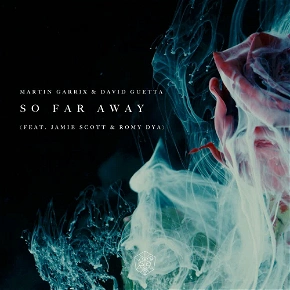 MARTIN GARRIX & DAVID GUETTA
SO FAR AWAY
(FEAT. JAMIE SCOTT & ROMY DYA)